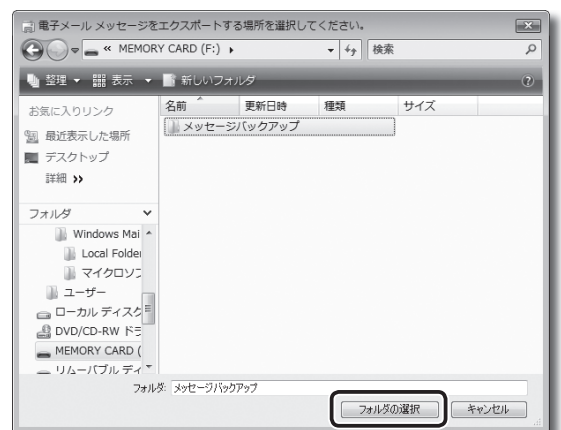 電子メール メッセージをエクスポートする場所を選択してください。
« MEMORY CARD (F:) ▸
検索
整理 ▼ 表示 ▼ 新しいフォルダ
お気に入りリンク
最近表示した場所
デスクトップ
詳細 »
フォルダ
Windows Mai
Local Folder
マイクロソフ
ユーザー
ローカル ディスク
DVD/CD-RW ドラ
MEMORY CARD (
リムーバブル ディ
名前 更新日時 種類 サイズ
メッセージバックアップ
フォルダ: メッセージバックアップ
フォルダの選択 キャンセル